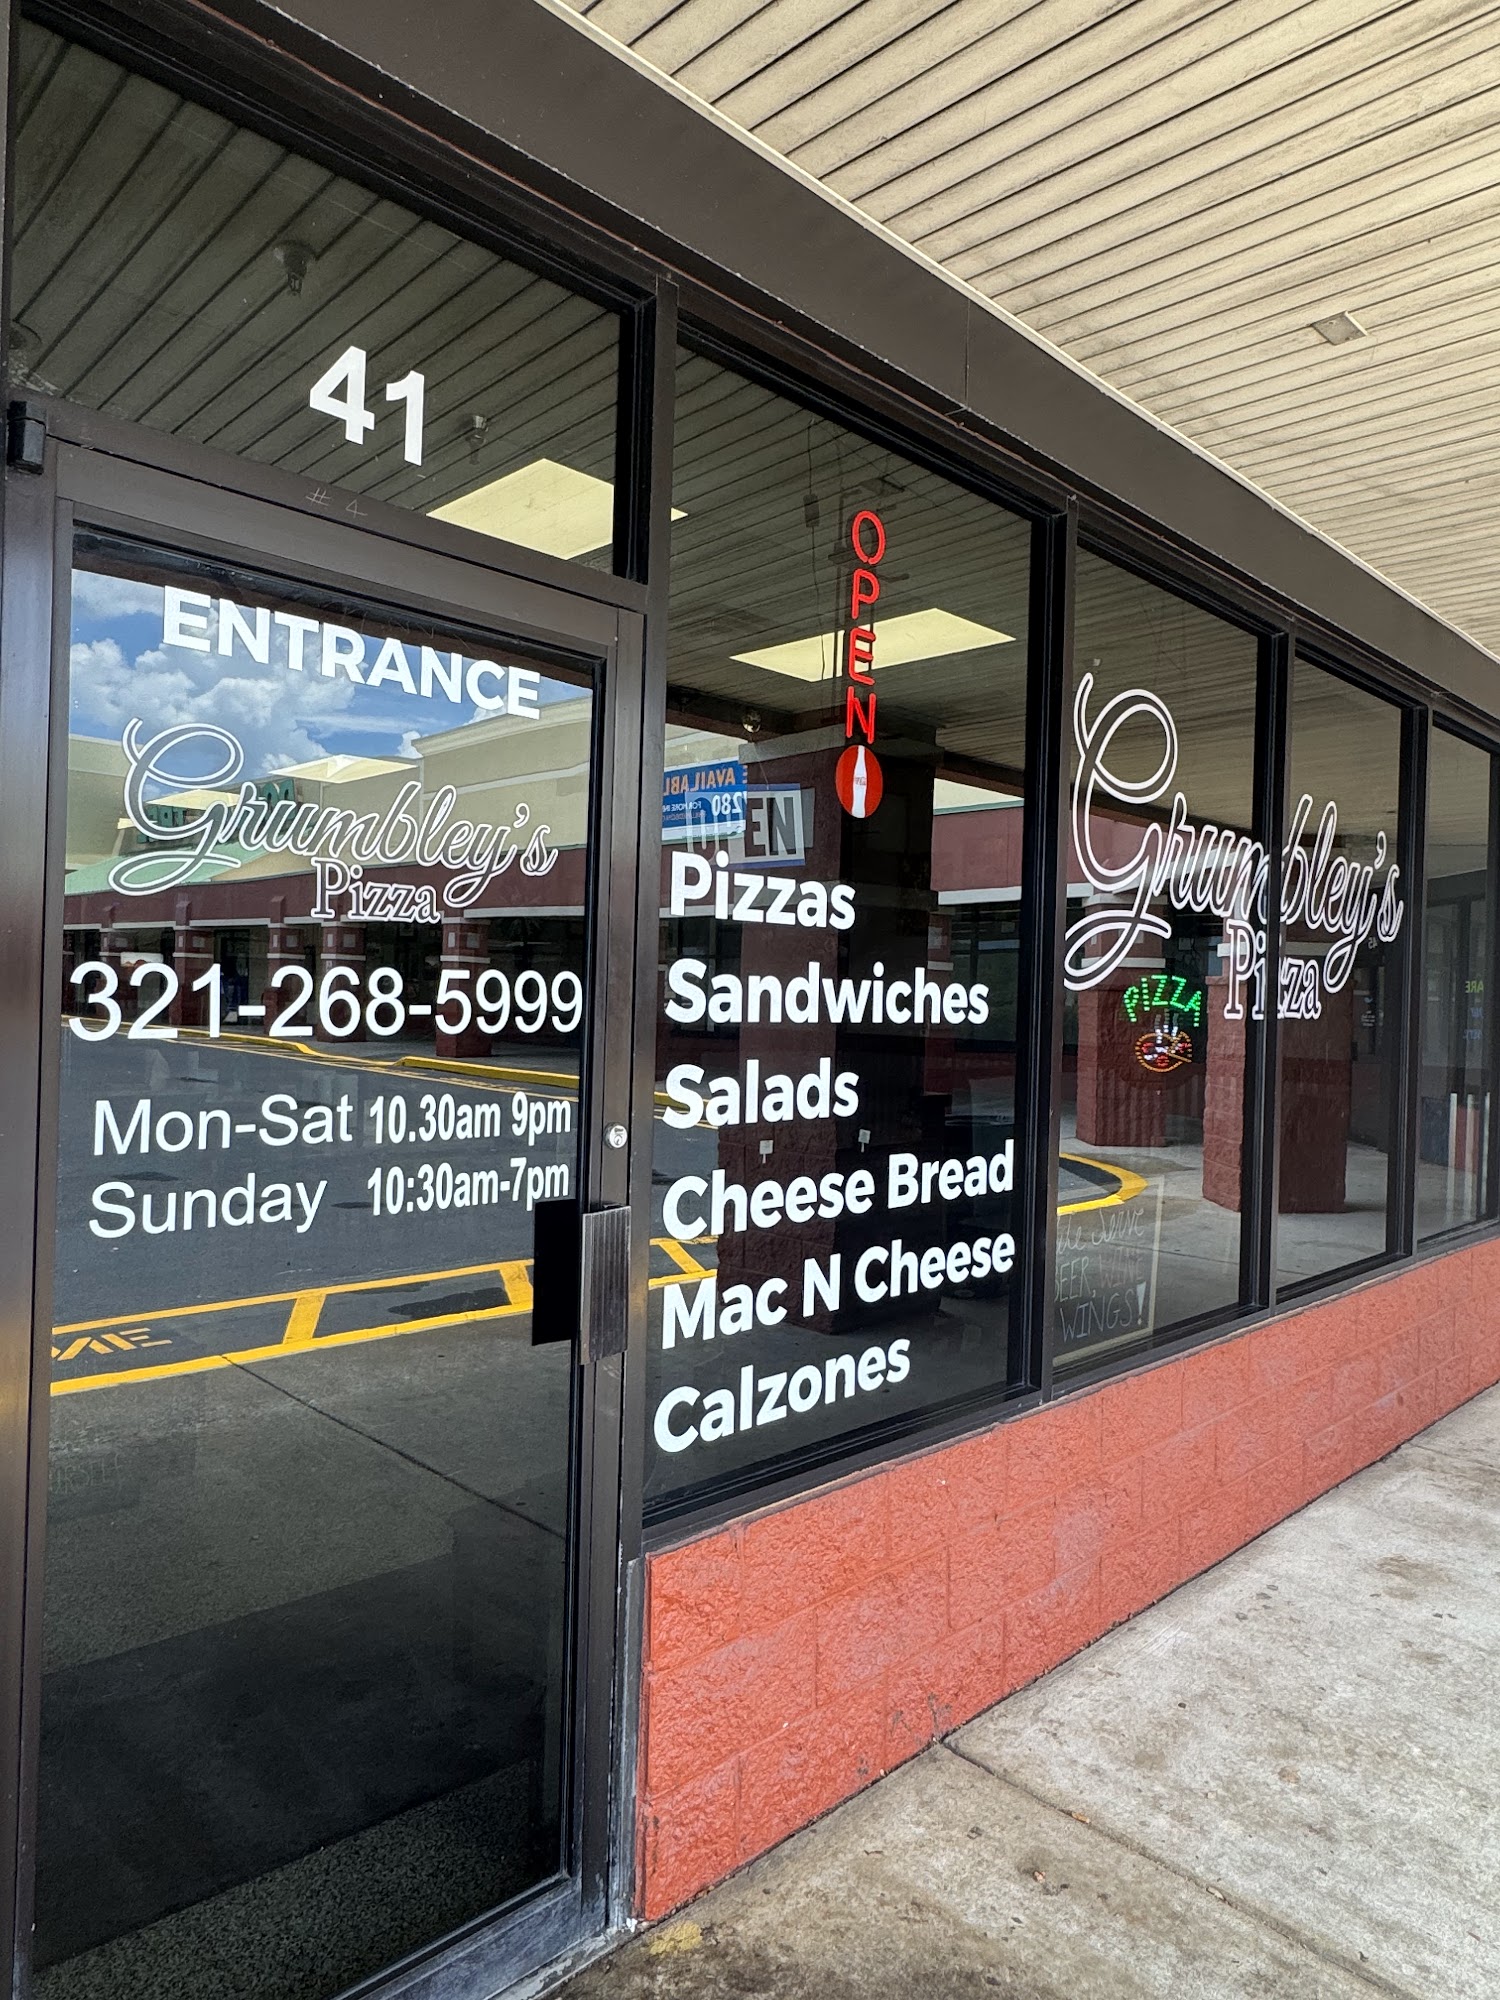 41
# 4
ENTRANCE
Grumbley's
Pizza
321-268-5999
Mon-Sat 10.30am 9pm
Sunday 10:30am-7pm
OPEN
Pizzas
Sandwiches
Salads
Cheese Bread
Mac N Cheese
Calzones
Grumbley's
Pizza
PIZZA
We serve
BEER, WINE
WINGS!